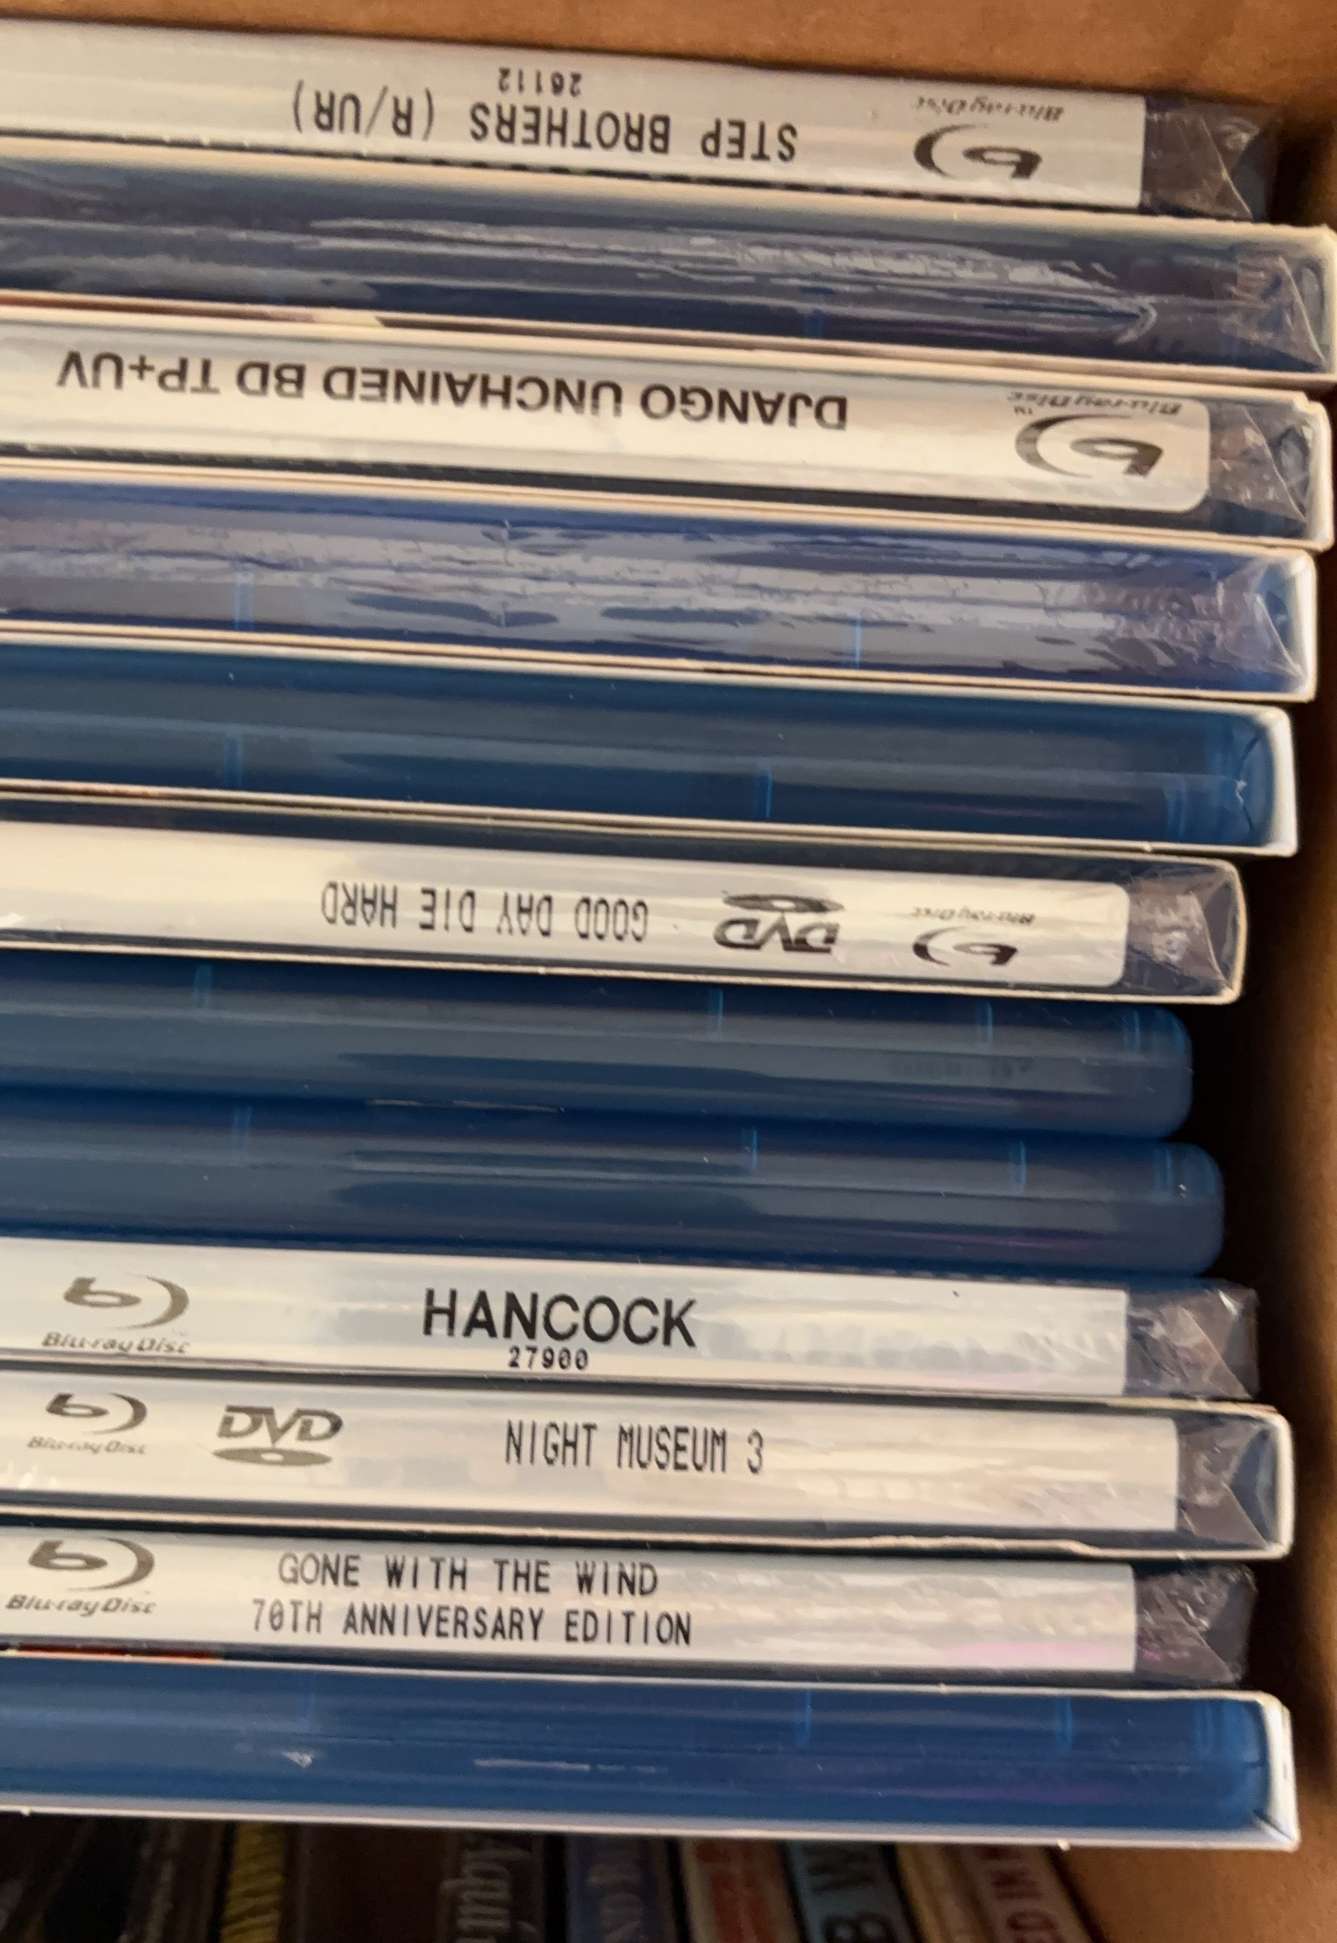 STEP BROTHERS (R/UR)
26112
Blu-ray Disc
DJANGO UNCHAINED BD TP+UV
Blu-ray Disc
TM
GOOD DAY DIE HARD
DVD
Blu-ray Disc
Blu-ray Disc
HANCOCK
27900
Blu-ray Disc
DVD
NIGHT MUSEUM 3
Blu-ray Disc
GONE WITH THE WIND
70TH ANNIVERSARY EDITION